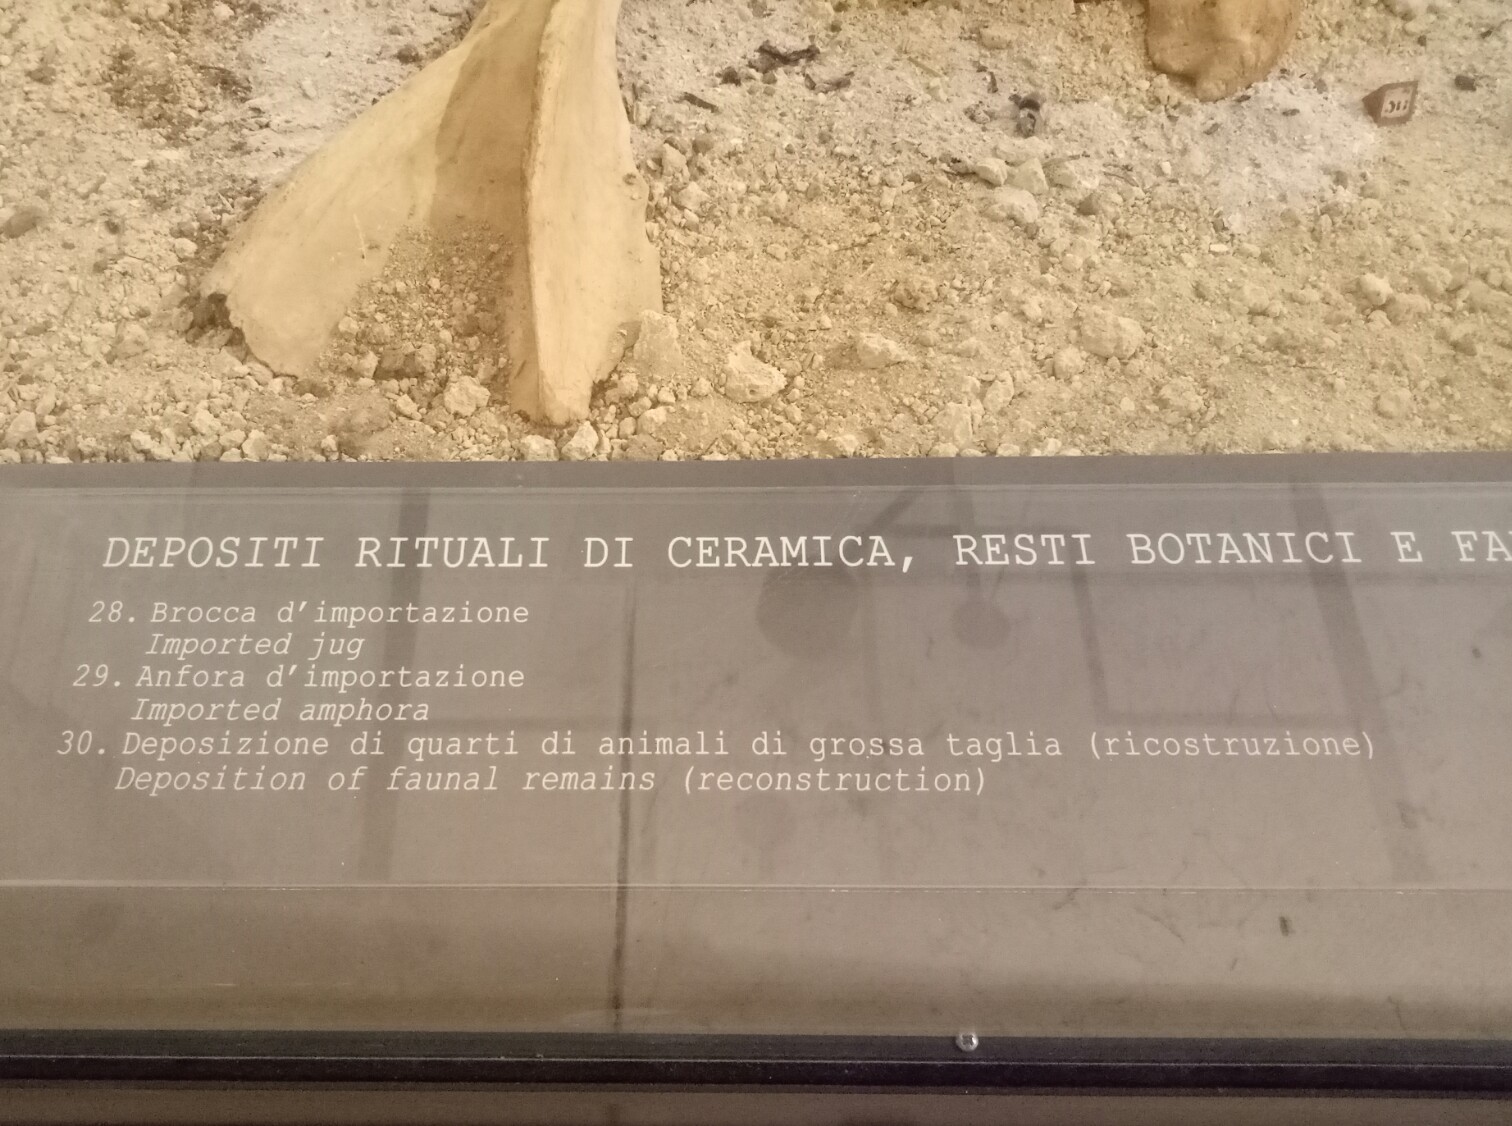 DEPOSITI RITUALI DI CERAMICA, RESTI BOTANICI E
28. Brocca d'importazione
Imported jug
29. Anfora d'importazione
Imported amphora
30. Deposizione di quarti di animali di grossa taglia (ricostruzione)
Deposition of faunal remains (reconstruction)